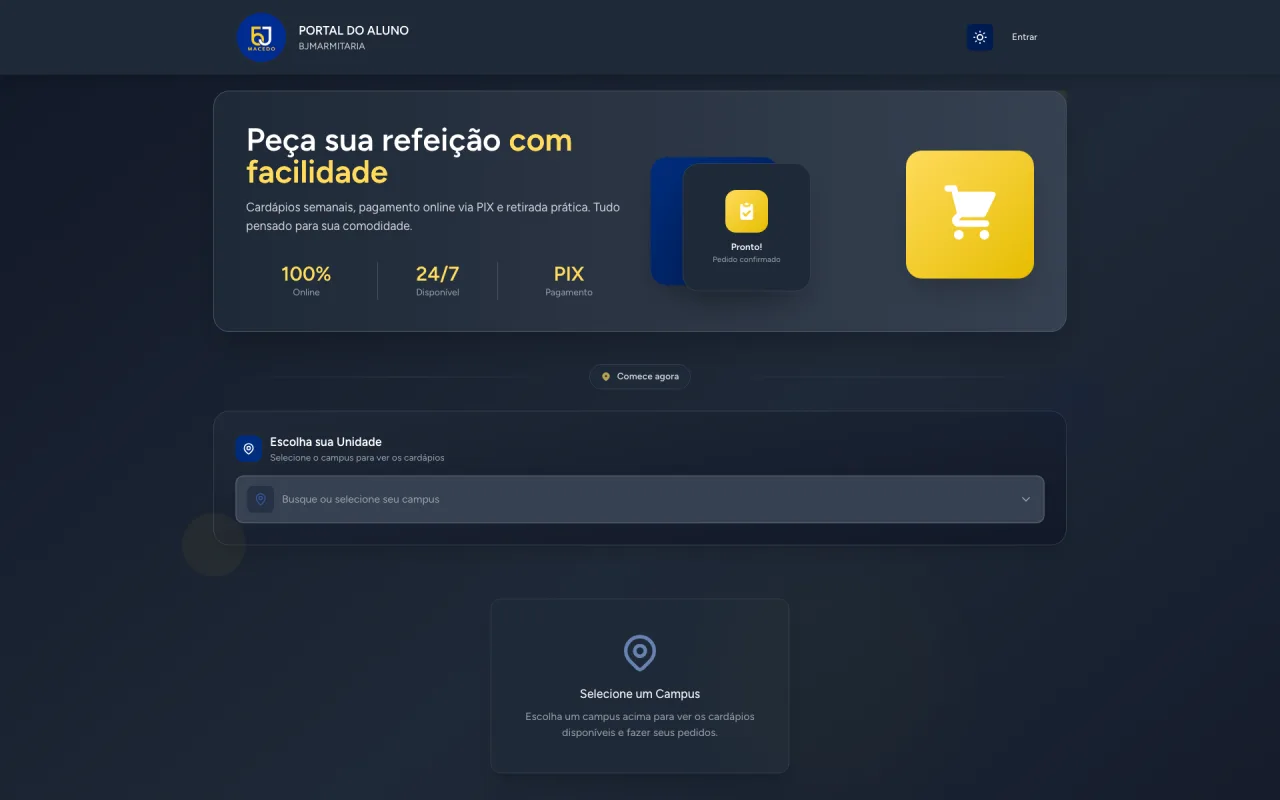 BJ
MACEDO
PORTAL DO ALUNO
BJMARMITARIA
Entrar
Peça sua refeição com
facilidade
Cardápios semanais, pagamento online via PIX e retirada prática. Tudo
pensado para sua comodidade.
100%
Online
24/7
Disponível
PIX
Pagamento
Pronto!
Pedido confirmado
Comece agora
Escolha sua Unidade
Selecione o campus para ver os cardápios
Busque ou selecione seu campus
Selecione um Campus
Escolha um campus acima para ver os cardápios
disponíveis e fazer seus pedidos.